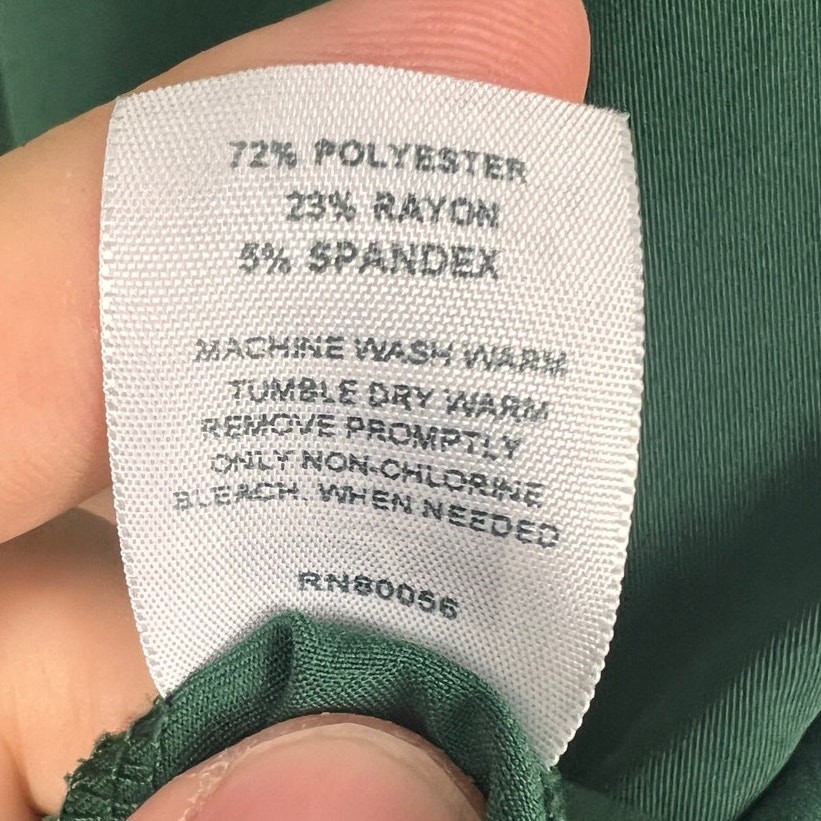 72% POLYESTER
23% RAYON
5% SPANDEX
MACHINE WASH WARM
TUMBLE DRY WARM
REMOVE PROMPTLY
ONLY NON-CHLORINE
BLEACH. WHEN NEEDED
RN80056